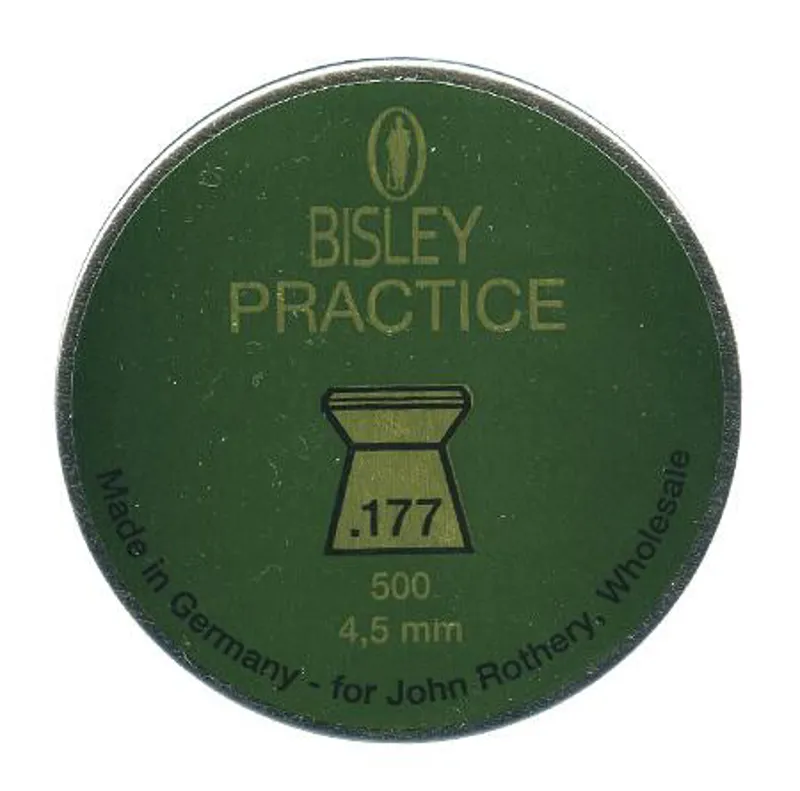 BISLEY
PRACTICE
.177
500
4,5 mm
Made in Germany - for John Rothery, Wholesale